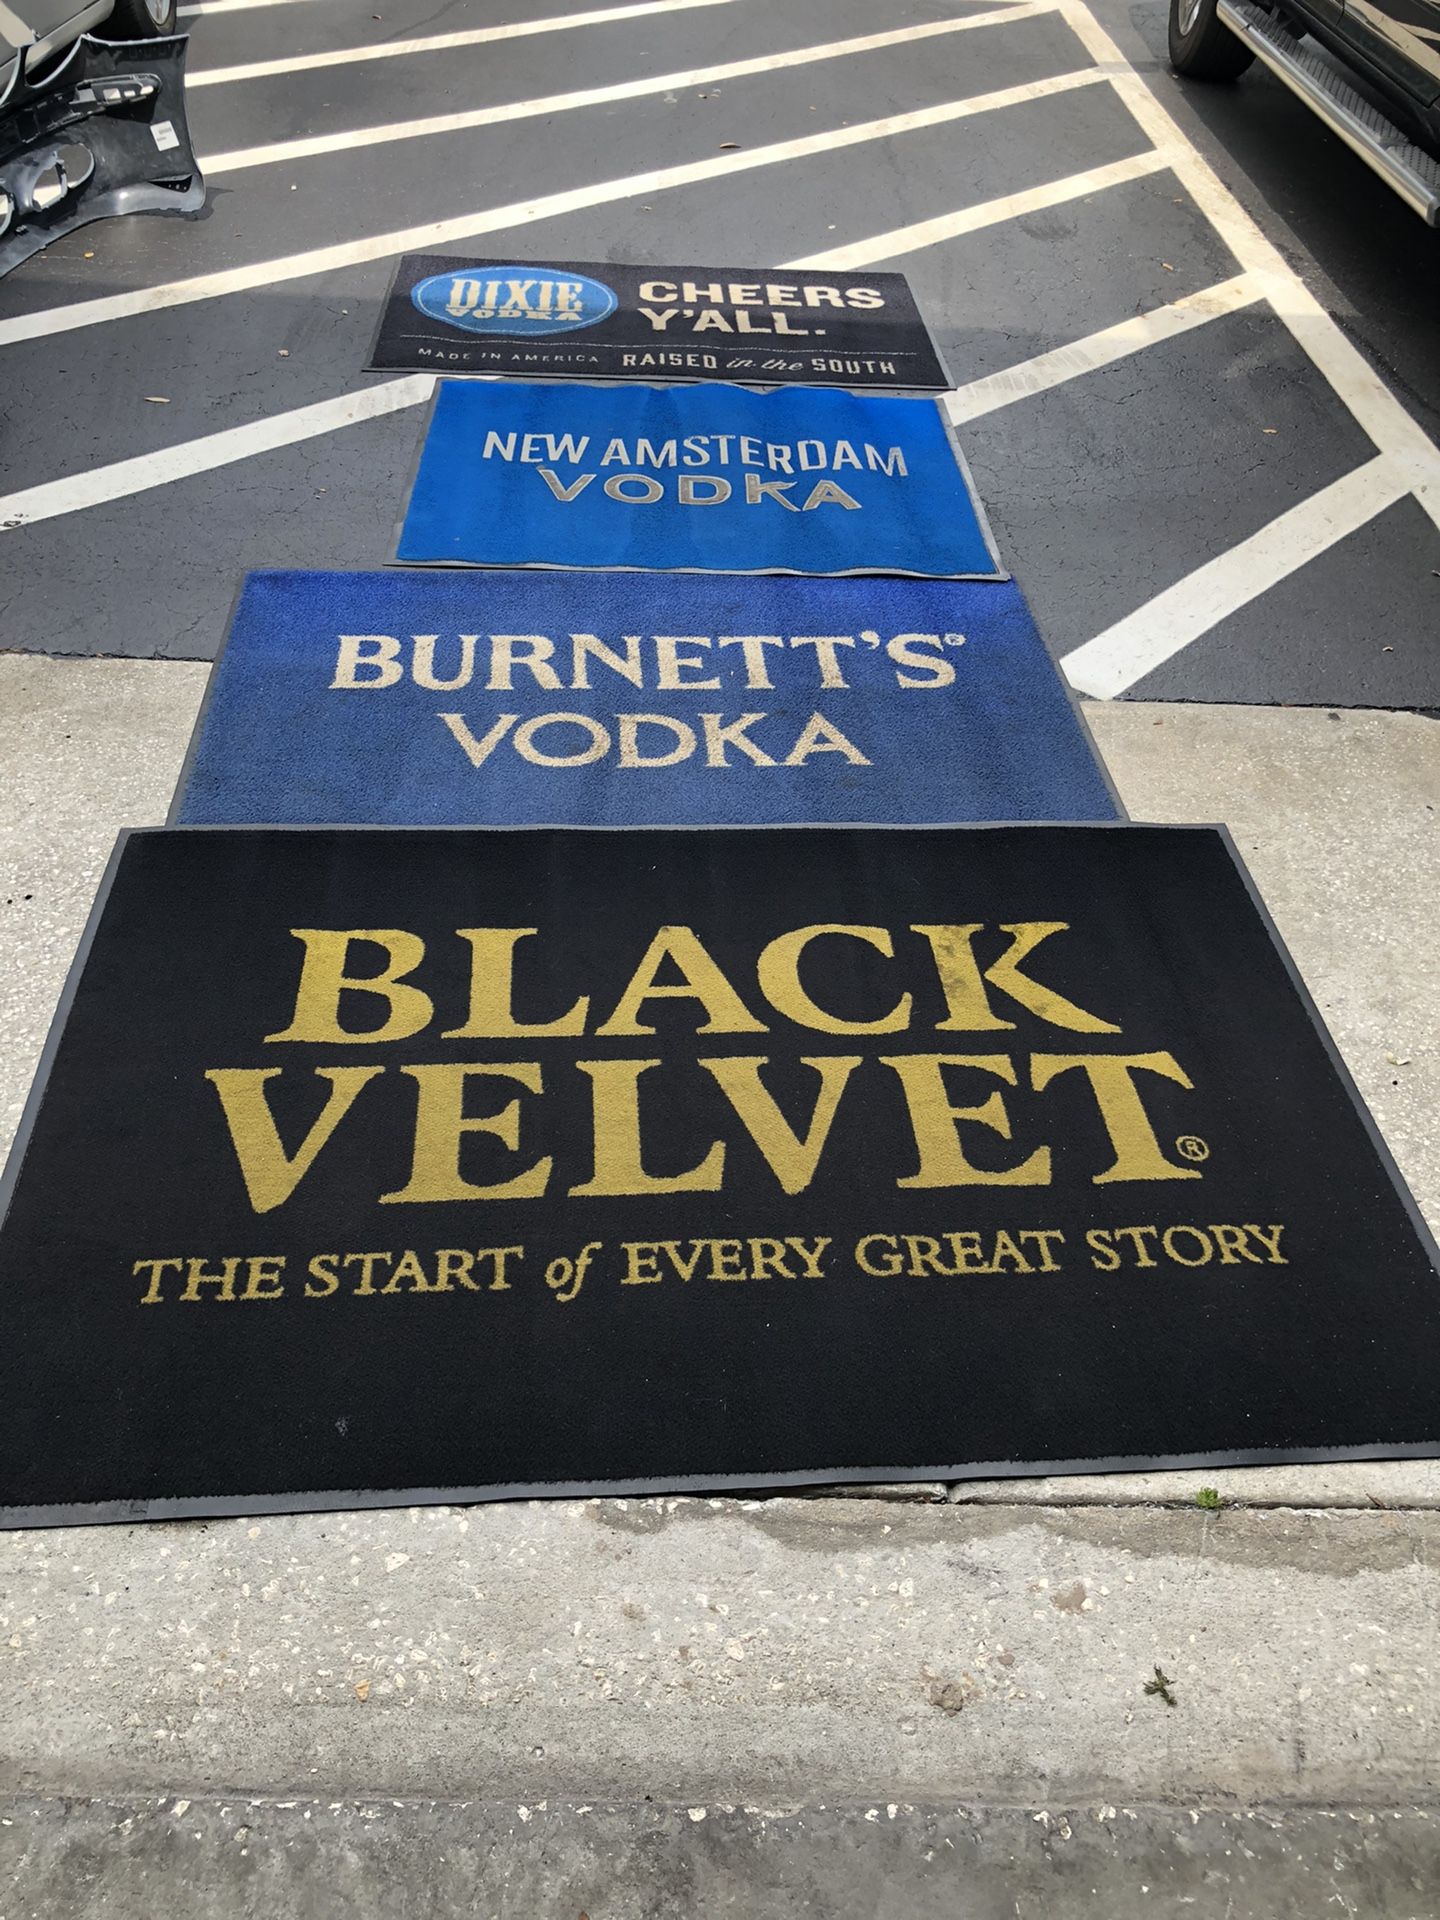 DIXIE
VODKA
CHEERS
Y'ALL.
MADE IN AMERICA RAISED in the SOUTH
NEW AMSTERDAM
VODKA
BURNETT'S®
VODKA
BLACK
VELVET®
THE START of EVERY GREAT STORY